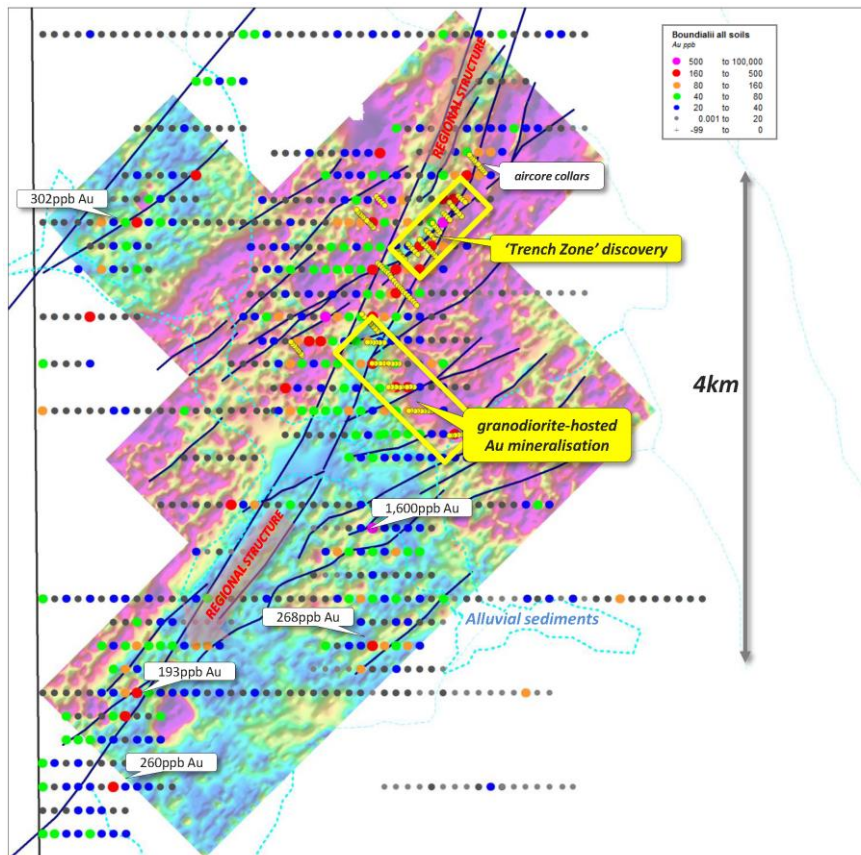 Boundialii all soils
Au ppb
500 to 100,000
160 to 500
80 to 160
40 to 80
20 to 40
0.001 to 20
-99 to 0
REGIONAL STRUCTURE
aircore collars
302ppb Au
'Trench Zone' discovery
4km
granodiorite-hosted
Au mineralisation
1,600ppb Au
REGIONAL STRUCTURE
268ppb Au
Alluvial sediments
193ppb Au
260ppb Au